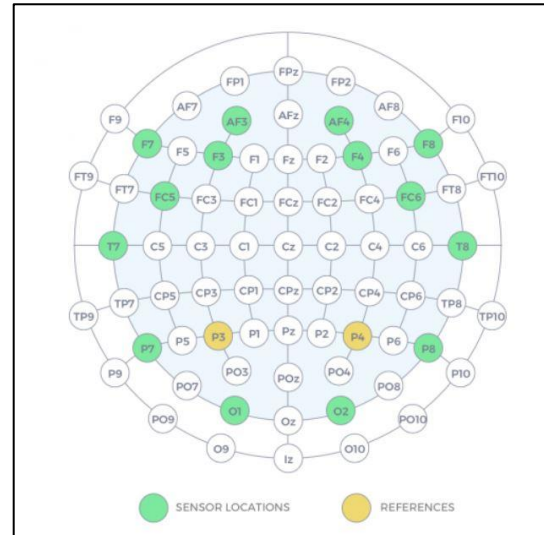 FPz
FP1 FP2
AF7 AF3 AFz AF4 AF8
F9 F7 F5 F3 F1 Fz F2 F4 F6 F8 F10
FT9 FT7 FC5 FC3 FC1 FCz FC2 FC4 FC6 FT8 FT10
T7 C5 C3 C1 Cz C2 C4 C6 T8
TP9 TP7 CP5 CP3 CP1 CPz CP2 CP4 CP6 TP8 TP10
P9 P7 P5 P3 P1 Pz P2 P4 P6 P8 P10
PO9 PO7 PO3 POz PO4 PO8 PO10
O1 Oz O2
O9 Iz O10
SENSOR LOCATIONS REFERENCES